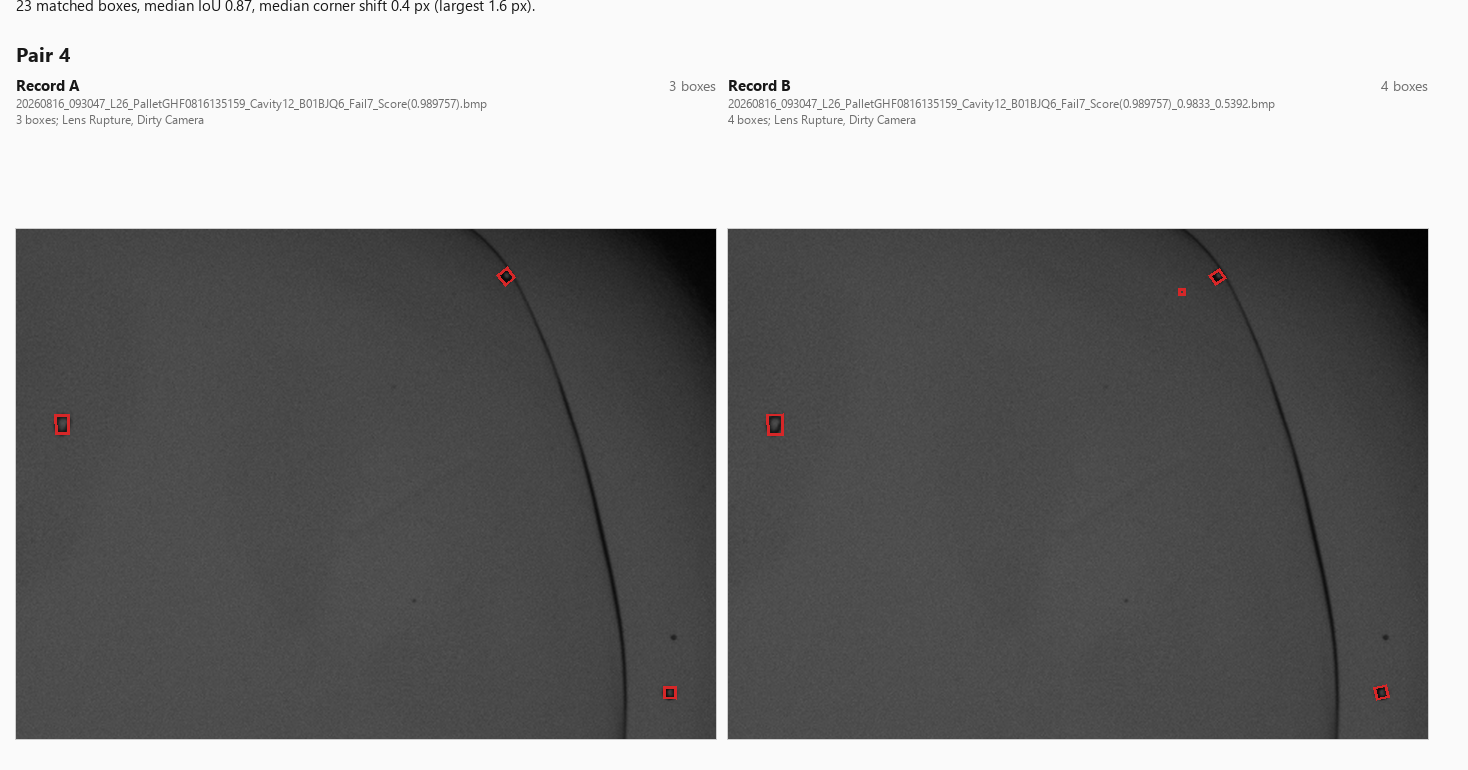 23 matched boxes, median IoU 0.87, median corner shift 0.4 px (largest 1.6 px).
Pair 4
Record A
3 boxes
20260816_093047_L26_PalletGHF0816135159_Cavity12_B01BJQ6_Fail7_Score(0.989757).bmp
3 boxes; Lens Rupture, Dirty Camera
Record B
4 boxes
20260816_093047_L26_PalletGHF0816135159_Cavity12_B01BJQ6_Fail7_Score(0.989757)_0.9833_0.5392.bmp
4 boxes; Lens Rupture, Dirty Camera